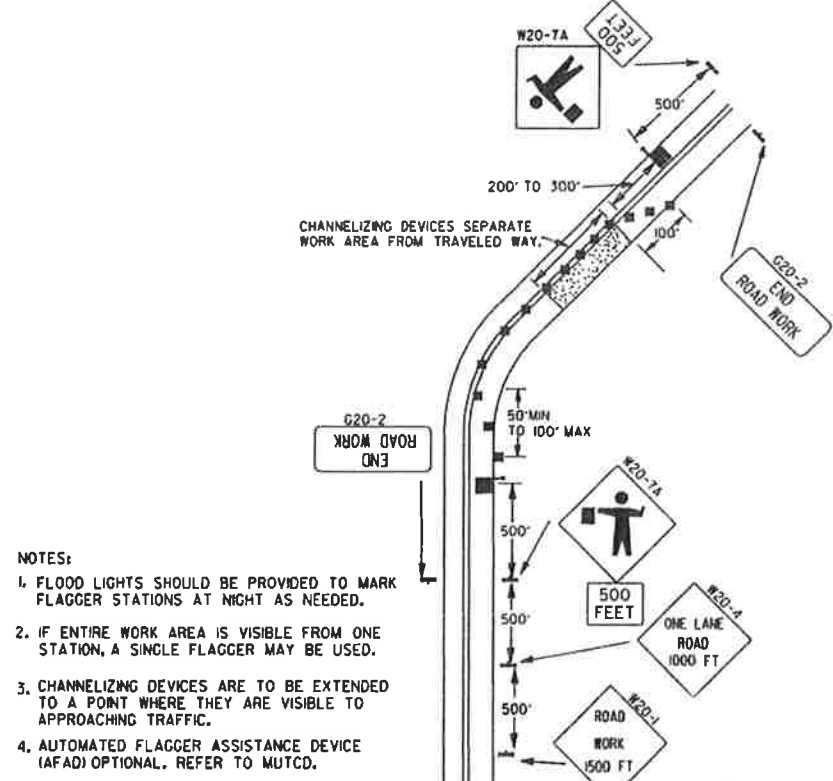 W20-7A
500
FEET
500'
200' TO 300'
CHANNELIZING DEVICES SEPARATE
WORK AREA FROM TRAVELED WAY.
100'
G20-2
END
ROAD WORK
G20-2
END
ROAD WORK
50'MIN
TO 100' MAX
W20-7A
500'
500
FEET
500'
W20-4
ONE LANE
ROAD
1000 FT
500'
W20-1
ROAD
WORK
1500 FT
NOTES:
1. FLOOD LIGHTS SHOULD BE PROVIDED TO MARK
FLAGGER STATIONS AT NIGHT AS NEEDED.
2. IF ENTIRE WORK AREA IS VISIBLE FROM ONE
STATION, A SINGLE FLAGGER MAY BE USED.
3. CHANNELIZING DEVICES ARE TO BE EXTENDED
TO A POINT WHERE THEY ARE VISIBLE TO
APPROACHING TRAFFIC.
4. AUTOMATED FLAGGER ASSISTANCE DEVICE
(AFAD) OPTIONAL. REFER TO MUTCD.